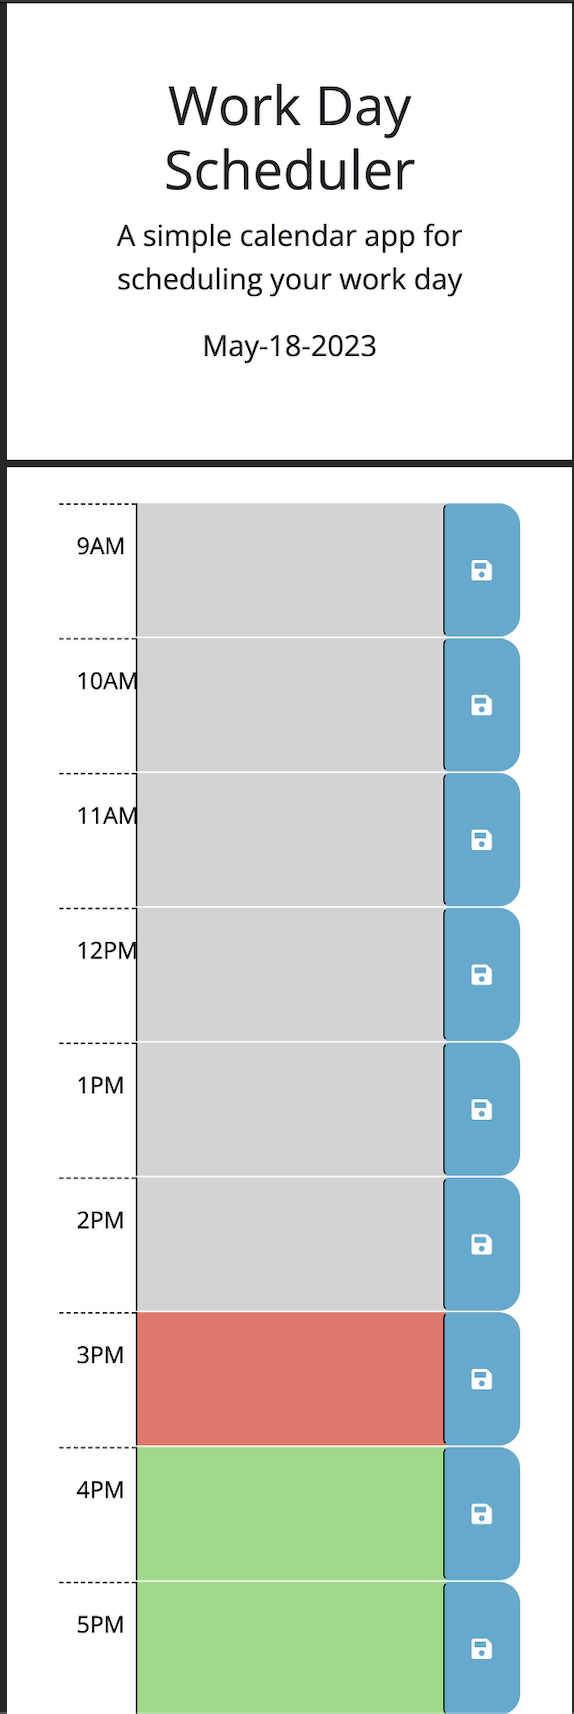 Work Day
Scheduler
A simple calendar app for
scheduling your work day
May-18-2023
9AM
10AM
11AM
12PM
1PM
2PM
3PM
4PM
5PM